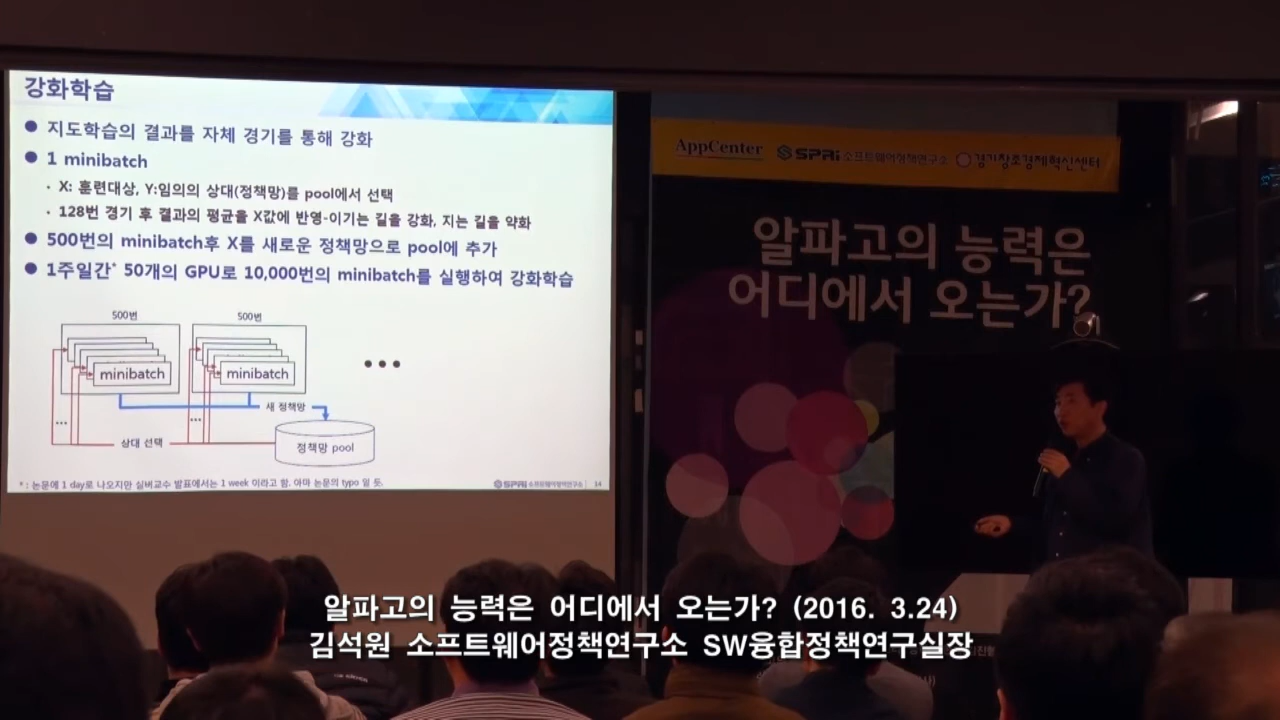 강화학습
● 지도학습의 결과를 자체 경기를 통해 강화
● 1 minibatch
· X: 훈련대상, Y:임의의 상대(정책망)를 pool에서 선택
· 128번 경기 후 결과의 평균을 X값에 반영-이기는 길을 강화, 지는 길을 약화
● 500번의 minibatch후 X를 새로운 정책망으로 pool에 추가
● 1주일간* 50개의 GPU로 10,000번의 minibatch를 실행하여 강화학습
500번 500번
minibatch minibatch
● ● ●
새 정책망
... ...
상대 선택
정책망 pool
* : 논문에 1 day로 나오지만 실버교수 발표에서는 1 week 이라고 함. 아마 논문의 typo 일 듯.
SPRi 소프트웨어정책연구소 14
AppCenter SPRi 소프트웨어정책연구소 경기창조경제혁신센터
알파고의 능력은
어디에서 오는가?
알파고의 능력은 어디에서 오는가? (2016. 3.24)
김석원 소프트웨어정책연구소 SW융합정책연구실장